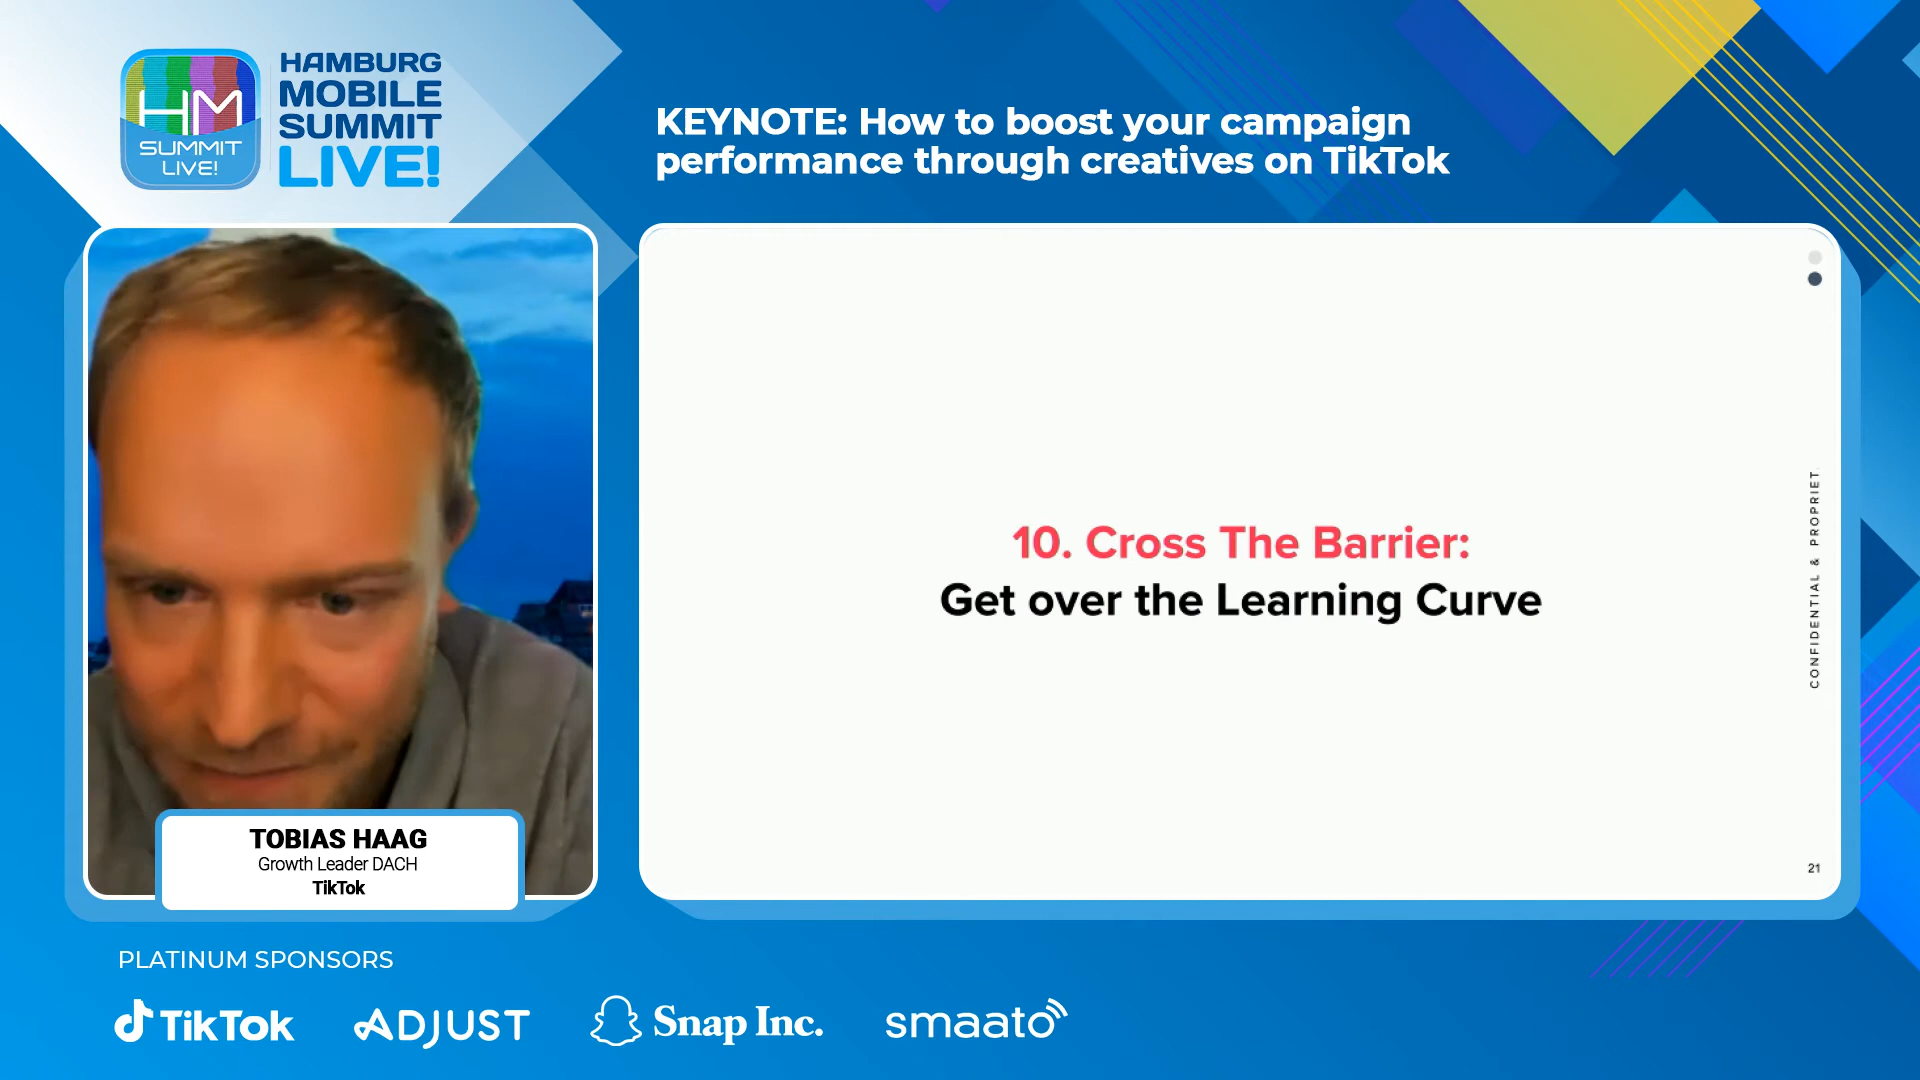 HM
SUMMIT
LIVE!
HAMBURG
MOBILE
SUMMIT
LIVE!
KEYNOTE: How to boost your campaign
performance through creatives on TikTok
10. Cross The Barrier:
Get over the Learning Curve
CONFIDENTIAL & PROPRIET
21
TOBIAS HAAG
Growth Leader DACH
TikTok
PLATINUM SPONSORS
TikTok
ADJUST
Snap Inc.
smaato